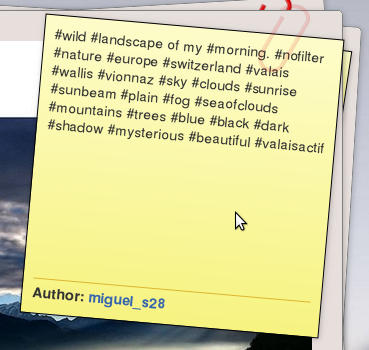 #wild #landscape of my #morning. #nofilter
#nature #europe #switzerland #valais
#wallis #vionnaz #sky #clouds #sunrise
#sunbeam #plain #fog #seaofclouds
#mountains #trees #blue #black #dark
#shadow #mysterious #beautiful #valaisactif
Author: miguel_s28